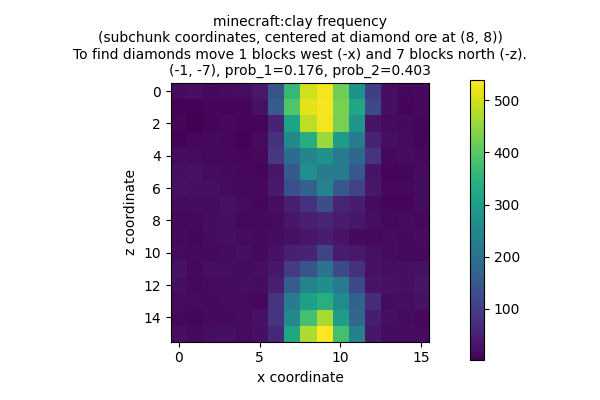 minecraft:clay frequency
(subchunk coordinates, centered at diamond ore at (8, 8))
To find diamonds move 1 blocks west (-x) and 7 blocks north (-z).
(-1, -7), prob_1=0.176, prob_2=0.403
0
2
4
6
8
10
12
14
z coordinate
0
5
10
15
x coordinate
500
400
300
200
100